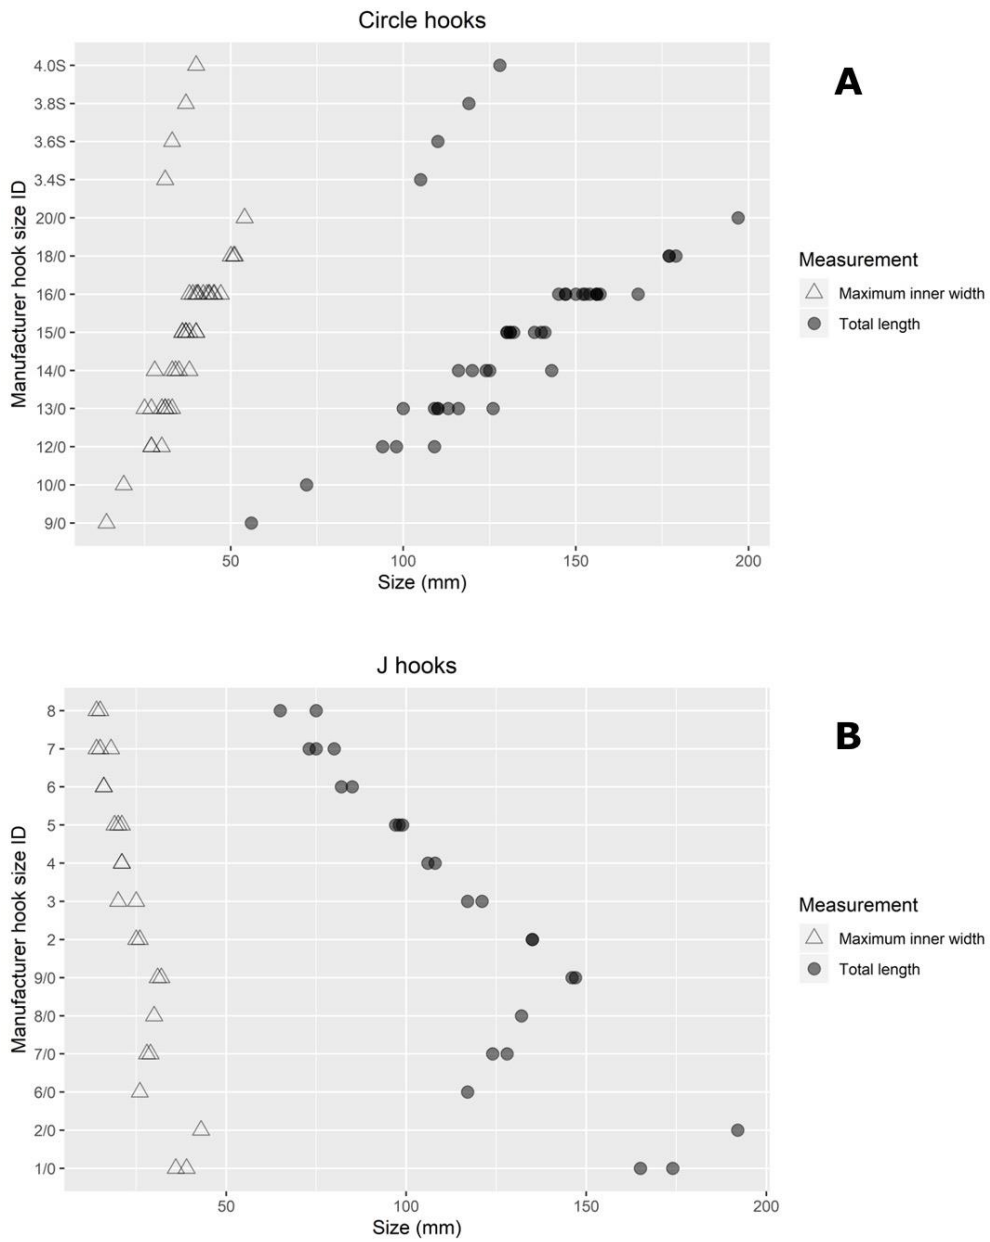 Circle hooks
A
Manufacturer hook size ID
4.0S
3.8S
3.6S
3.4S
20/0
18/0
16/0
15/0
14/0
13/0
12/0
10/0
9/0
50 100 150 200
Size (mm)
Measurement
Maximum inner width
Total length
J hooks
B
Manufacturer hook size ID
8
7
6
5
4
3
2
9/0
8/0
7/0
6/0
2/0
1/0
50 100 150 200
Size (mm)
Measurement
Maximum inner width
Total length